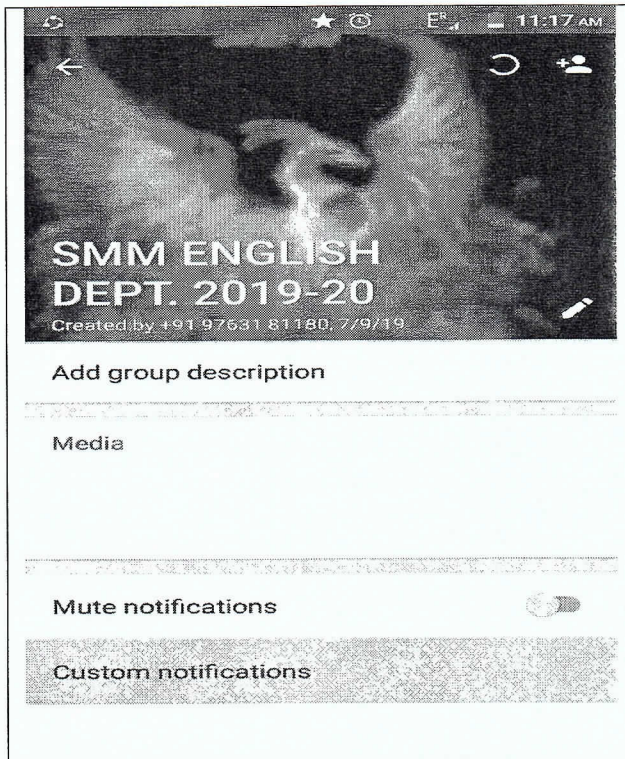 E R 11:17 AM
SMM ENGLISH
DEPT. 2019-20
Created by +91 97631 81180, 7/9/19
Add group description
Media
Mute notifications
Custom notifications